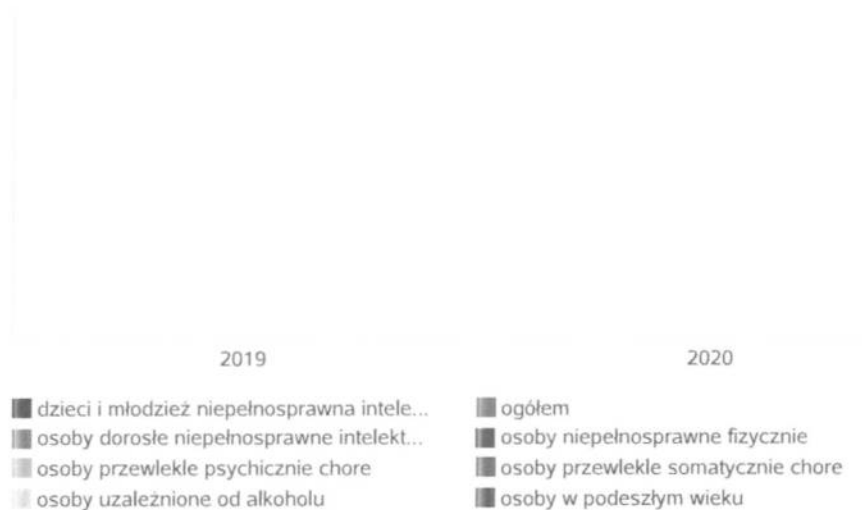 2019 2020
dzieci i młodzież niepełnosprawna intele... ogółem
osoby dorosłe niepełnosprawne intelekt... osoby niepełnosprawne fizycznie
osoby przewlekle psychicznie chore osoby przewlekle somatycznie chore
osoby uzależnione od alkoholu osoby w podeszłym wieku